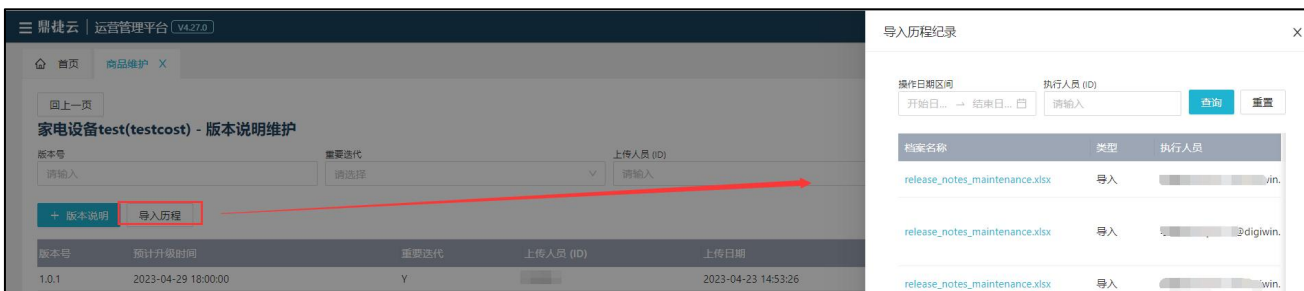 鼎捷云 | 运营管理平台 V4.27.0
首页 商品维护 X
回上一页
家电设备test(testcost) - 版本说明维护
版本号 重要迭代 上传人员 (ID)
请输入 请选择 请输入
+ 版本说明 导入历程
版本号 预计升级时间 重要迭代 上传人员 (ID) 上传日期
1.0.1 2023-04-29 18:00:00 Y 2023-04-23 14:53:26
导入历程纪录 X
操作日期区间 执行人员 (ID)
开始日... → 结束日... 请输入 查询 重置
档案名称 类型 执行人员
release_notes_maintenance.xlsx 导入 win.
release_notes_maintenance.xlsx 导入 @digiwin.
release_notes_maintenance.xlsx 导入 win.